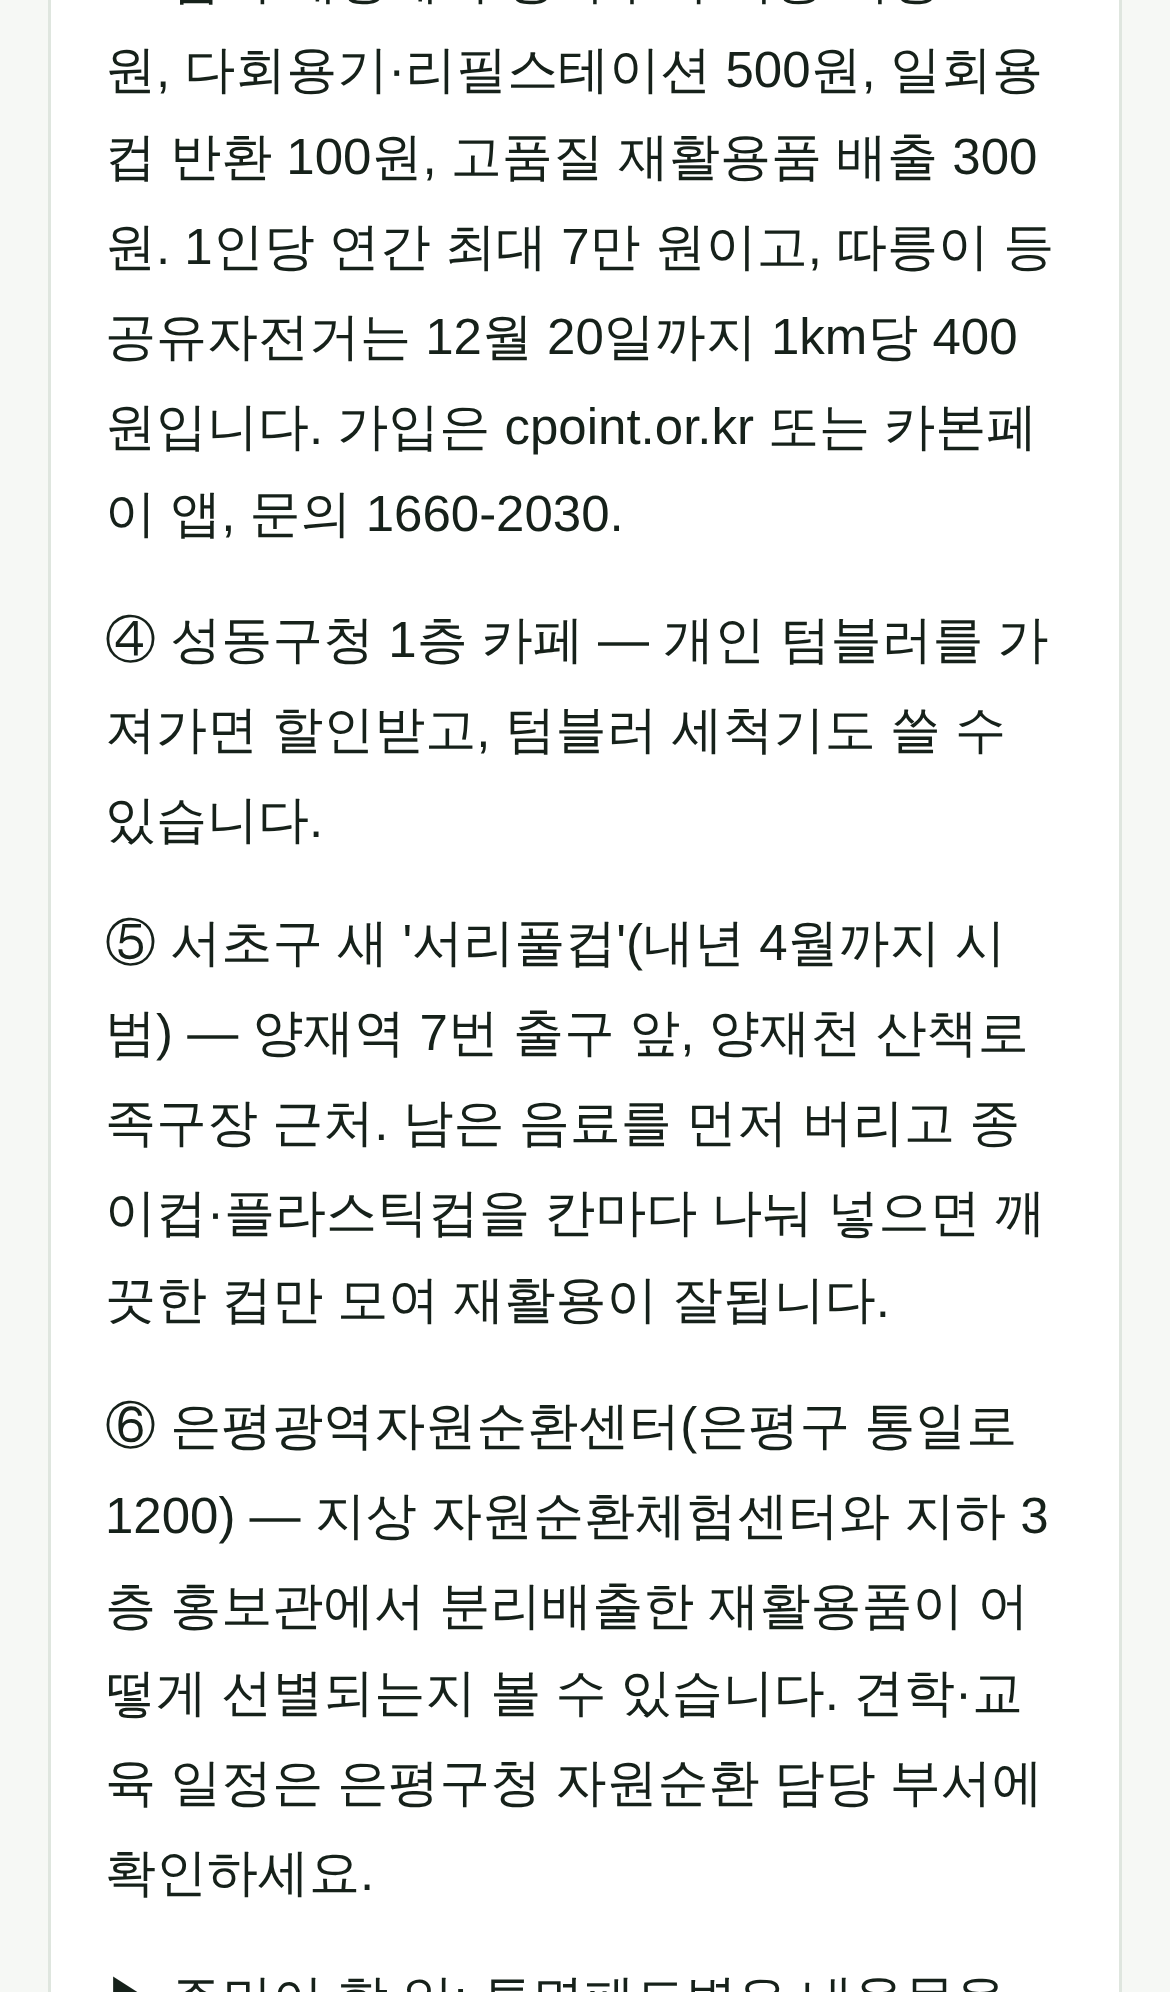 원, 다회용기·리필스테이션 500원, 일회용
컵 반환 100원, 고품질 재활용품 배출 300
원. 1인당 연간 최대 7만 원이고, 따릉이 등
공유자전거는 12월 20일까지 1km당 400
원입니다. 가입은 cpoint.or.kr 또는 카본페
이 앱, 문의 1660-2030.
④ 성동구청 1층 카페 — 개인 텀블러를 가
져가면 할인받고, 텀블러 세척기도 쓸 수
있습니다.
⑤ 서초구 새 '서리풀컵'(내년 4월까지 시
범) — 양재역 7번 출구 앞, 양재천 산책로
족구장 근처. 남은 음료를 먼저 버리고 종
이컵·플라스틱컵을 칸마다 나눠 넣으면 깨
끗한 컵만 모여 재활용이 잘됩니다.
⑥ 은평광역자원순환센터(은평구 통일로
1200) — 지상 자원순환체험센터와 지하 3
층 홍보관에서 분리배출한 재활용품이 어
떻게 선별되는지 볼 수 있습니다. 견학·교
육 일정은 은평구청 자원순환 담당 부서에
확인하세요.